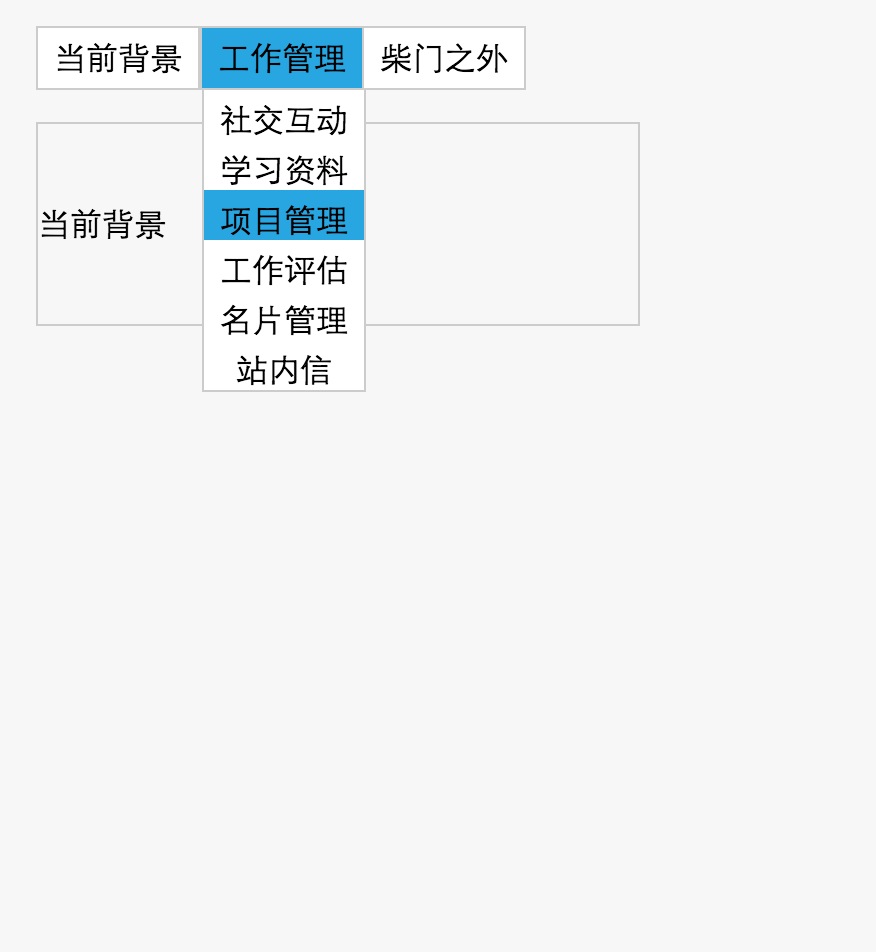 当前背景 工作管理 柴门之外
社交互动
学习资料
项目管理
当前背景
工作评估
名片管理
站内信